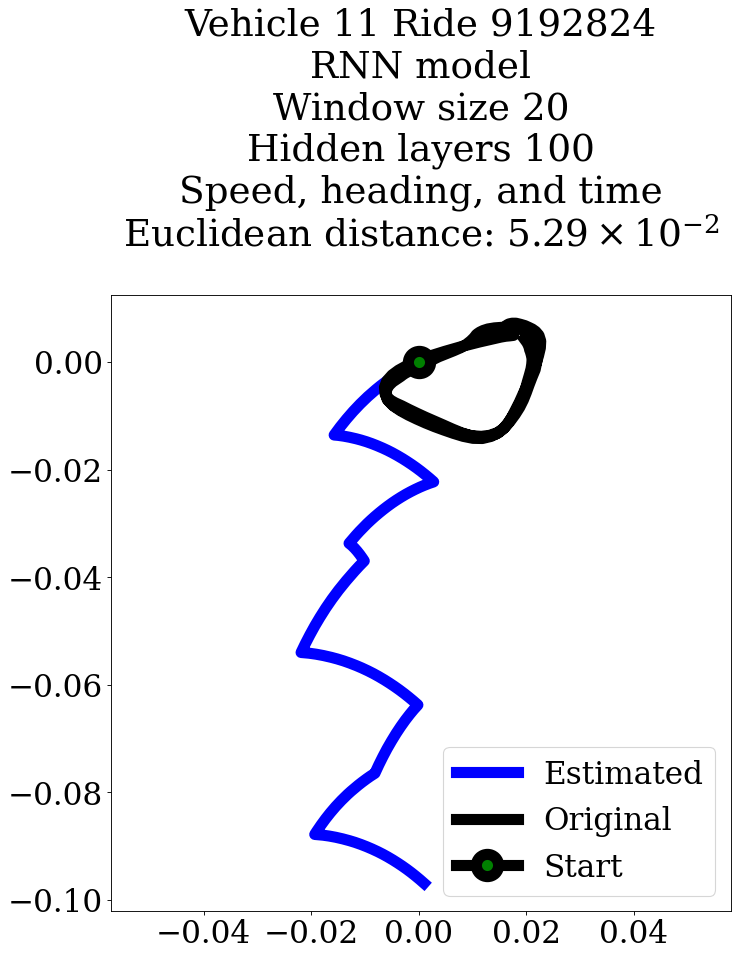 Vehicle 11 Ride 9192824
RNN model
Window size 20
Hidden layers 100
Speed, heading, and time
Euclidean distance: 5.29 × 10⁻²
0.00
−0.02
−0.04
−0.06
−0.08
−0.10
−0.04 −0.02 0.00 0.02 0.04
Estimated
Original
Start